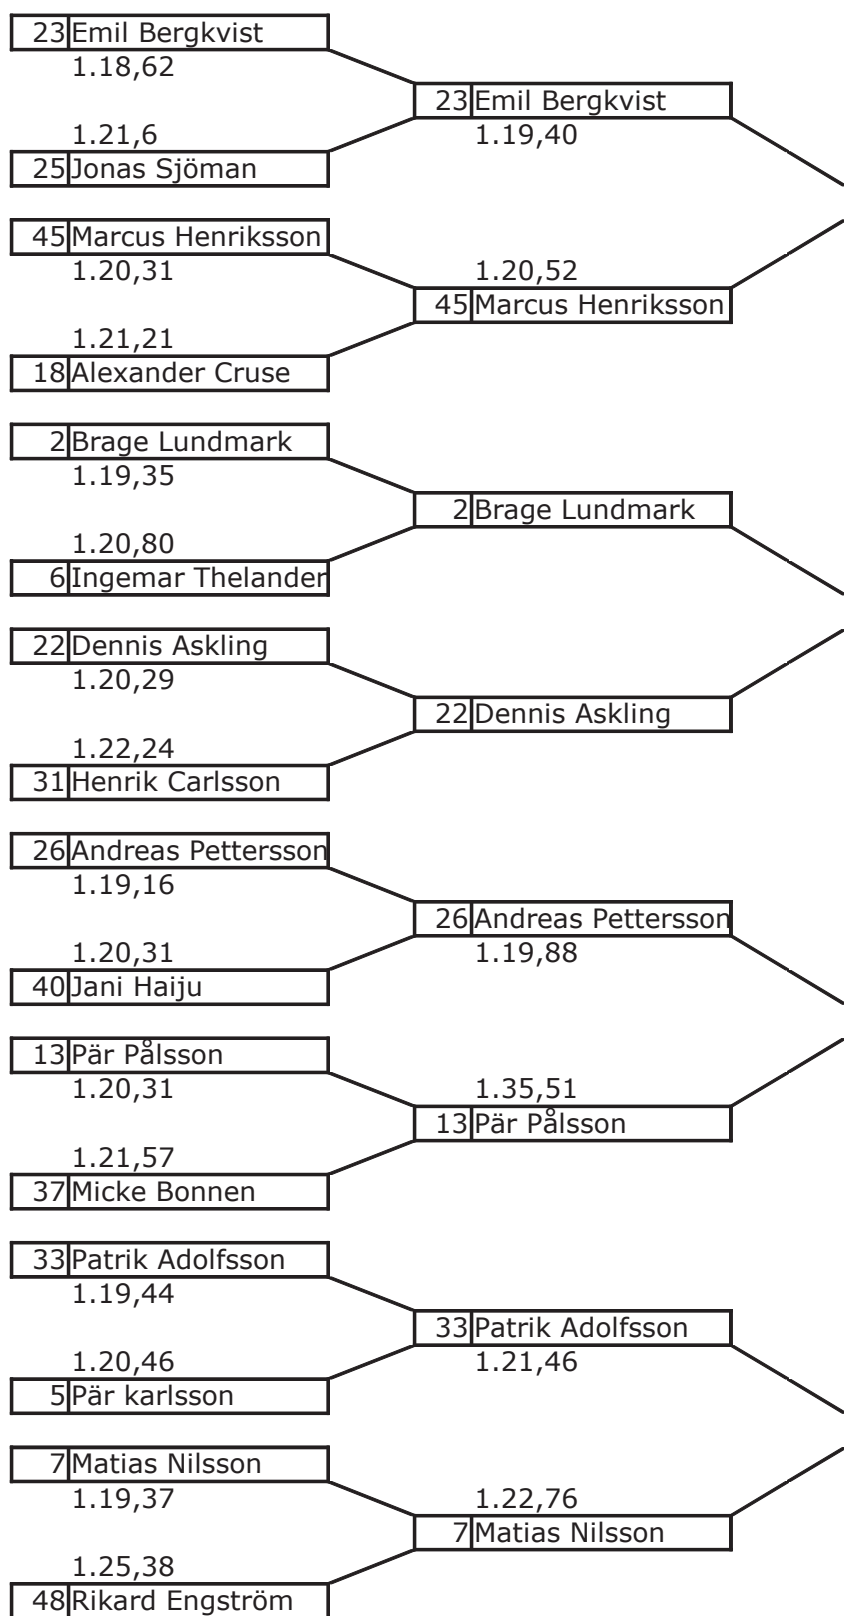 23 Emil Bergkvist
1.18,62
23 Emil Bergkvist
1.21,6
1.19,40
25 Jonas Sjöman
45 Marcus Henriksson
1.20,31
1.20,52
45 Marcus Henriksson
1.21,21
18 Alexander Cruse
2 Brage Lundmark
1.19,35
2 Brage Lundmark
1.20,80
6 Ingemar Thelander
22 Dennis Askling
1.20,29
22 Dennis Askling
1.22,24
31 Henrik Carlsson
26 Andreas Pettersson
1.19,16
26 Andreas Pettersson
1.20,31
1.19,88
40 Jani Haiju
13 Pär Pålsson
1.20,31
1.35,51
13 Pär Pålsson
1.21,57
37 Micke Bonnen
33 Patrik Adolfsson
1.19,44
33 Patrik Adolfsson
1.20,46
1.21,46
5 Pär karlsson
7 Matias Nilsson
1.19,37
1.22,76
7 Matias Nilsson
1.25,38
48 Rikard Engström